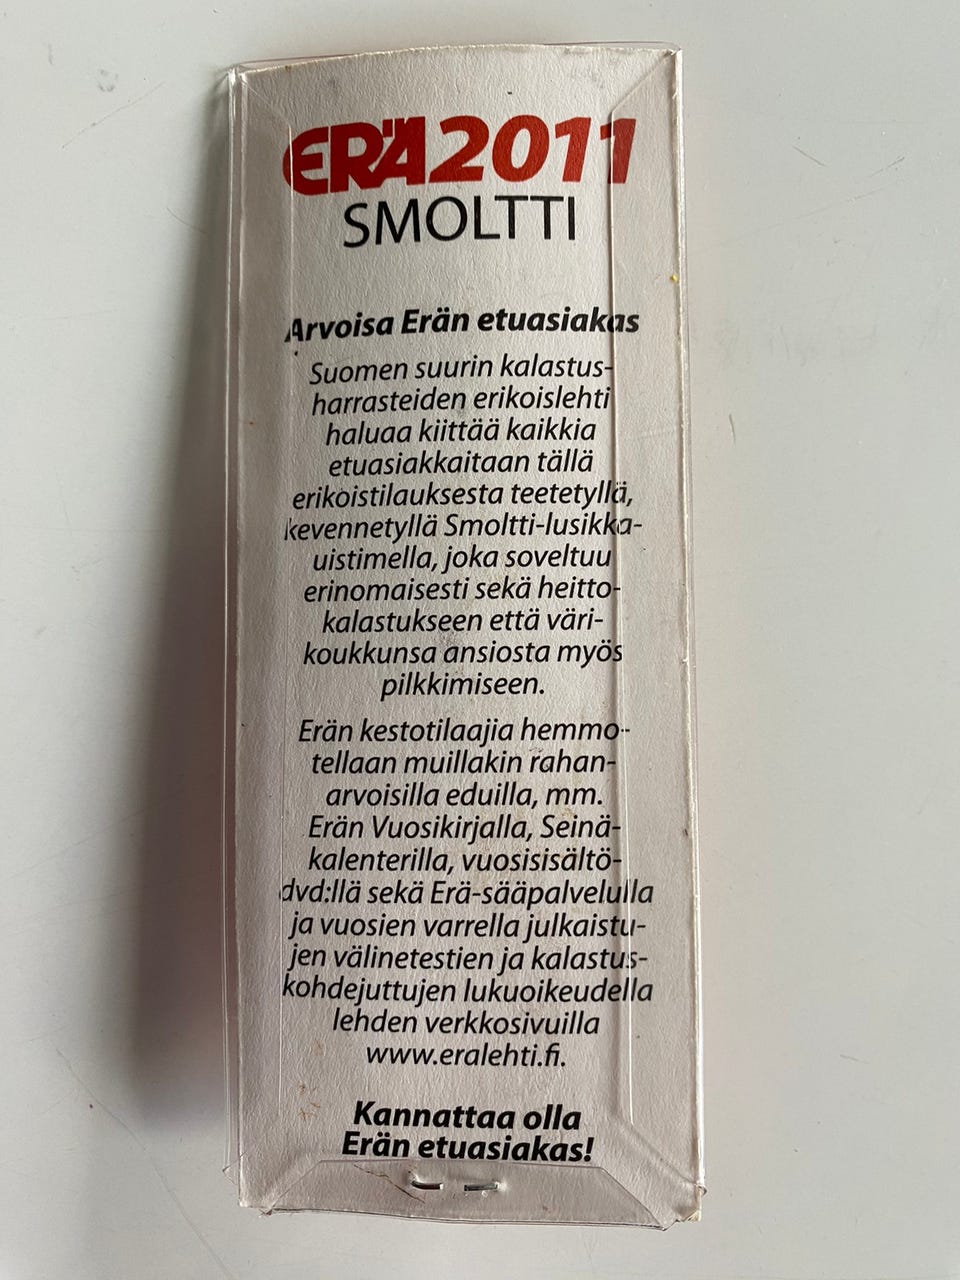 ERÄ2011
SMOLTTI
Arvoisa Erän etuasiakas
Suomen suurin kalastus-
harrasteiden erikoislehti
haluaa kiittää kaikkia
etuasiakkaitaan tällä
erikoistilauksesta teetetyllä,
kevennetyllä Smoltti-lusikka-
uistimella, joka soveltuu
erinomaisesti sekä heitto-
kalastukseen että väri-
koukkunsa ansiosta myös
pilkkimiseen.
Erän kestotilaajia hemmo-
tellaan muillakin rahan-
arvoisilla eduilla, mm.
Erän Vuosikirjalla, Seinä-
kalenterilla, vuosisisältö-
dvd:llä sekä Erä-sääpalvelulla
ja vuosien varrella julkaistu-
jen välinetestien ja kalastus-
kohdejuttujen lukuoikeudella
lehden verkkosivuilla
www.eralehti.fi.
Kannattaa olla
Erän etuasiakas!